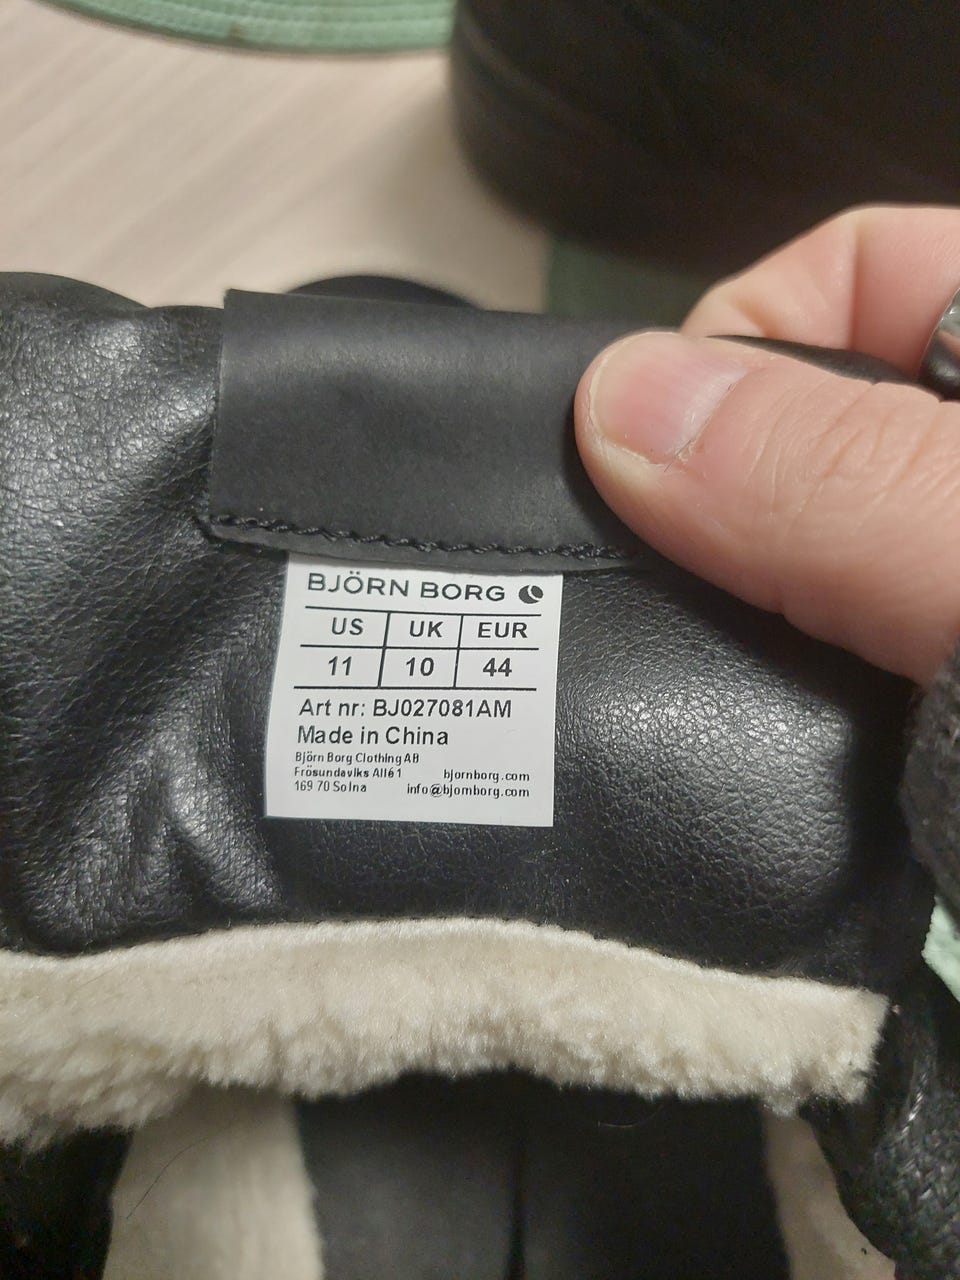 BJÖRN BORG
US UK EUR
11 10 44
Art nr: BJ027081AM
Made in China
Björn Borg Clothing AB
Frösundaviks Allé 1 bjornborg.com
169 70 Solna info@bjornborg.com